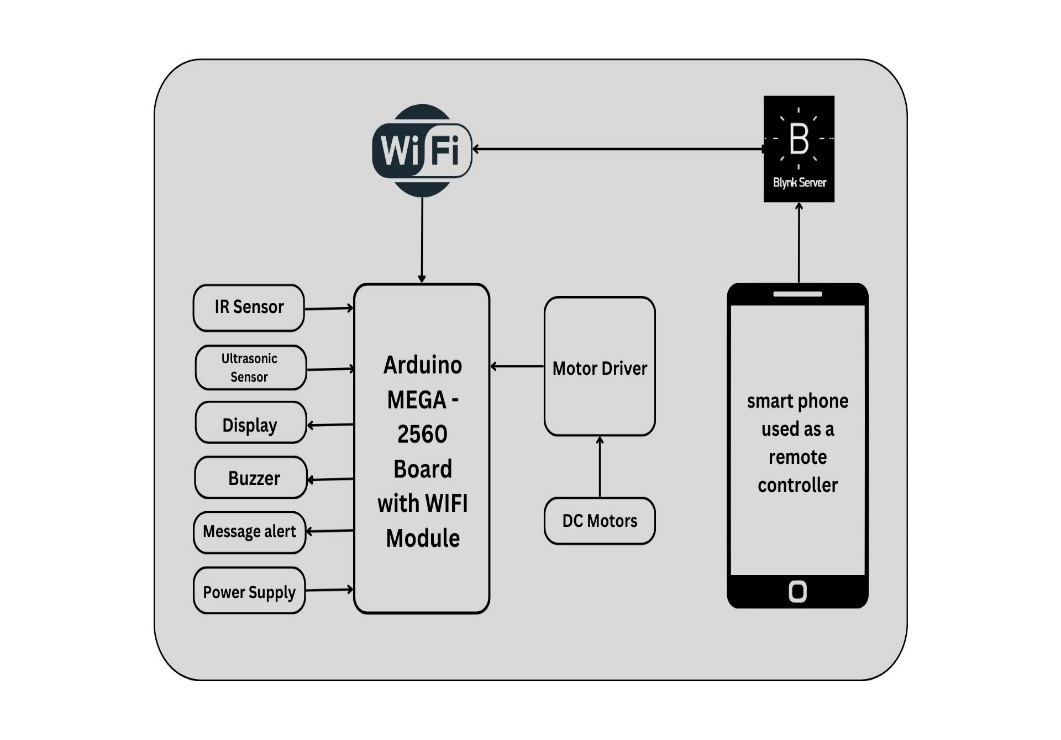 WiFi
B
Blynk Server
IR Sensor
Ultrasonic
Sensor
Display
Buzzer
Message alert
Power Supply
Arduino
MEGA -
2560
Board
with WIFI
Module
Motor Driver
DC Motors
smart phone
used as a
remote
controller